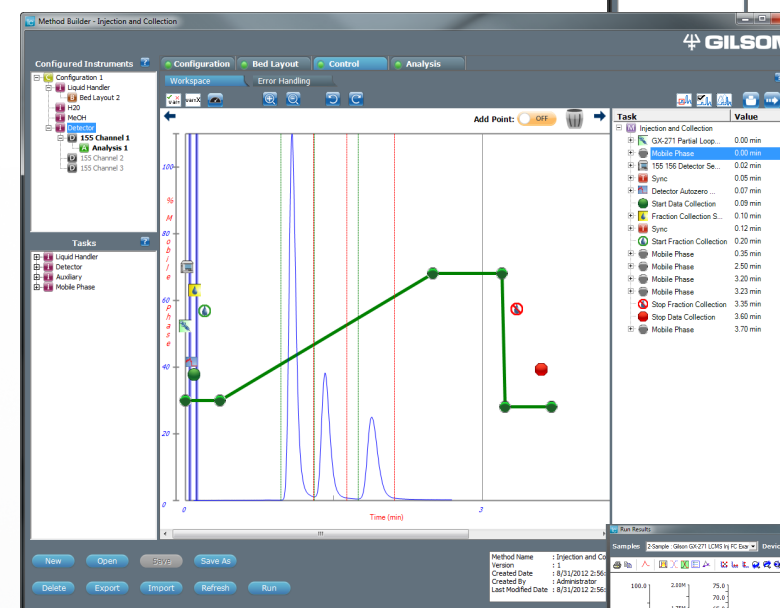 Method Builder - Injection and Collection
GILSON
Configured Instruments ?
Configuration 1
Liquid Handler
Bed Layout 2
H20
MeOH
Detector
155 Channel 1
Analysis 1
155 Channel 2
155 Channel 3
Tasks ?
Liquid Handler
Detector
Auxiliary
Mobile Phase
Configuration
Bed Layout
Control
Analysis
Workspace
Error Handling
Add Point: OFF
100
80
60
40
20
0
% Mobile Phase
0
3
Time (min)
Task Value
Injection and Collection
GX-271 Partial Loop... 0.00 min
Mobile Phase 0.00 min
155 156 Detector Se... 0.02 min
Sync 0.05 min
Detector Autozero ... 0.07 min
Start Data Collection 0.09 min
Fraction Collection S... 0.10 min
Sync 0.12 min
Start Fraction Collection 0.20 min
Mobile Phase 0.35 min
Mobile Phase 2.50 min
Mobile Phase 3.20 min
Mobile Phase 3.23 min
Stop Fraction Collection 3.35 min
Stop Data Collection 3.60 min
Mobile Phase 3.70 min
New Open Save Save As
Delete Export Import Refresh Run
Method Name : Injection and Co
Version : 1
Created Date : 8/31/2012 2:56:
Created By : Administrator
Last Modified Date : 8/31/2012 2:56:
Run Results
Samples 2-Sample : Gilson GX-271 LCMS Inj FC Exa Devic
100.0 2.00M 75.0
70.0